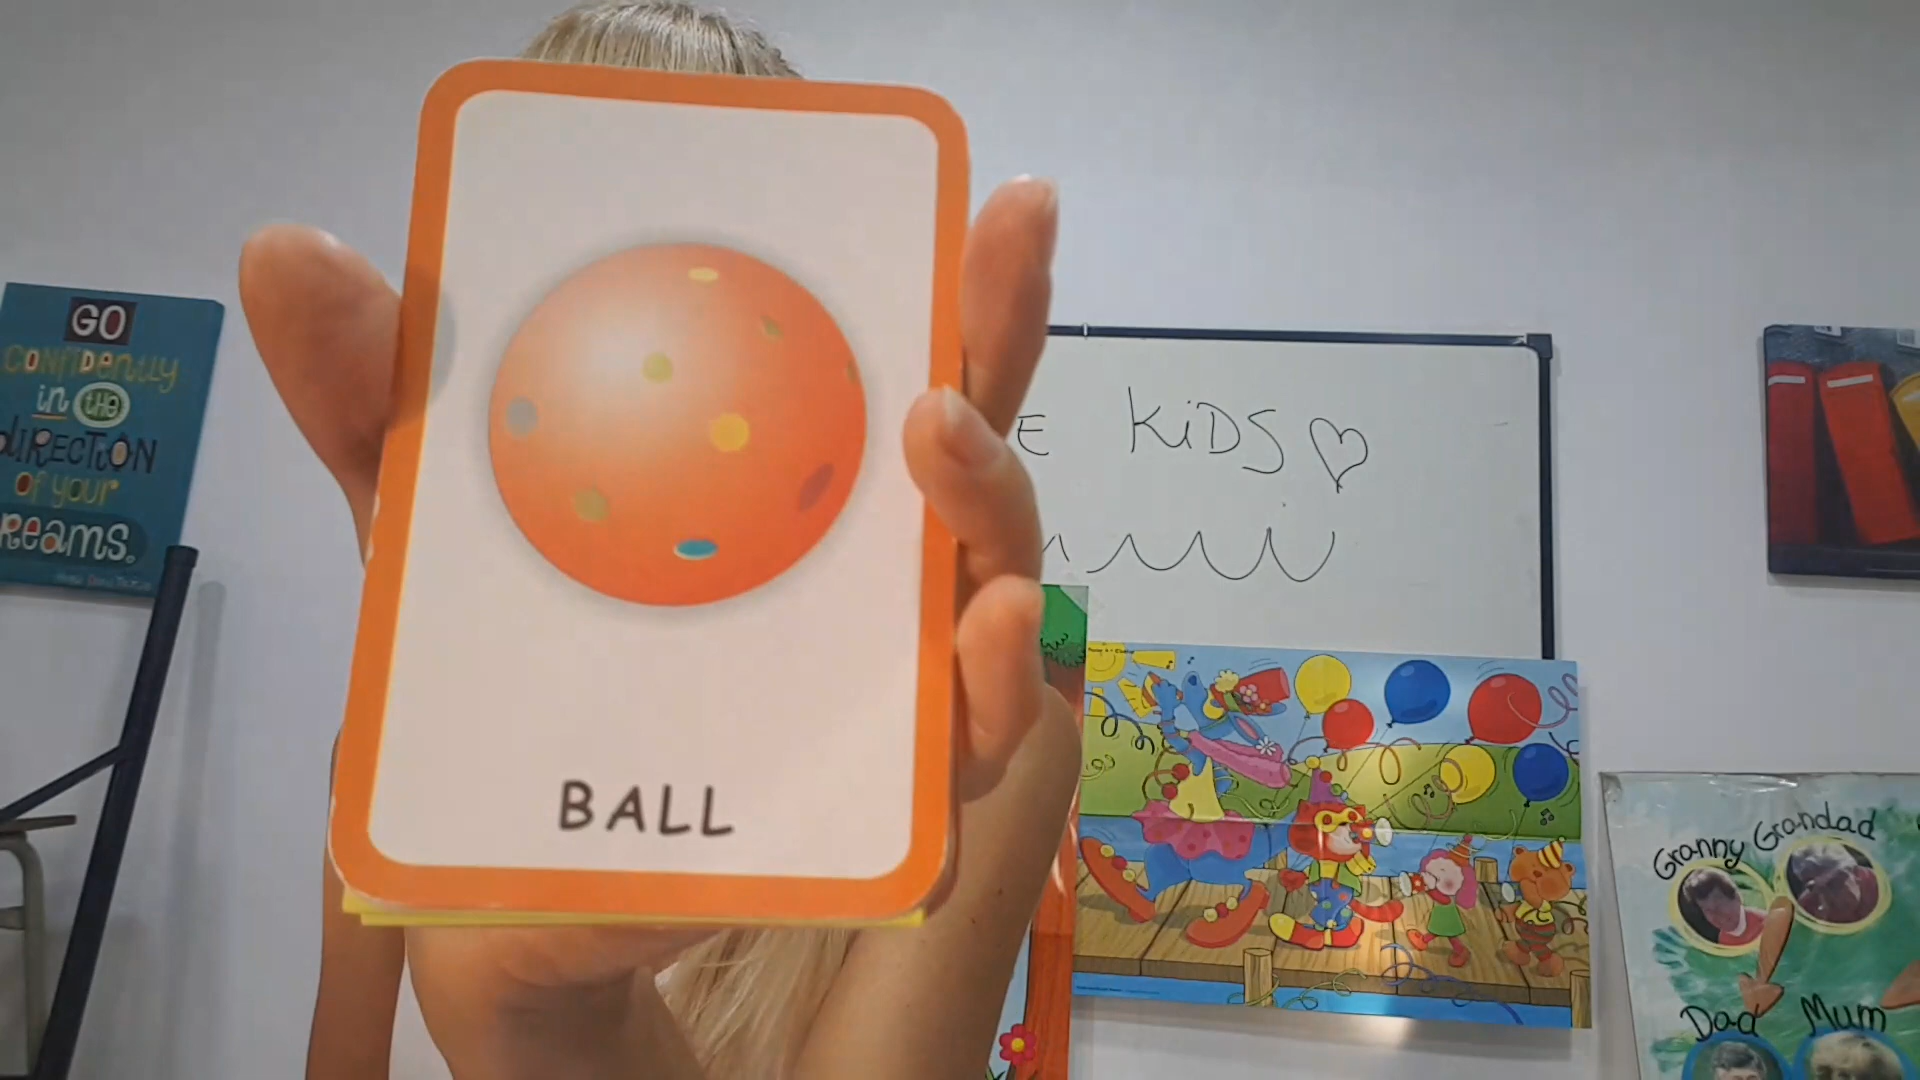 GO
CONFIDENTLY
in the
diRECTiON
of your
REAMS.
BALL
E KiDS
Granny Grandad
Dad Mum